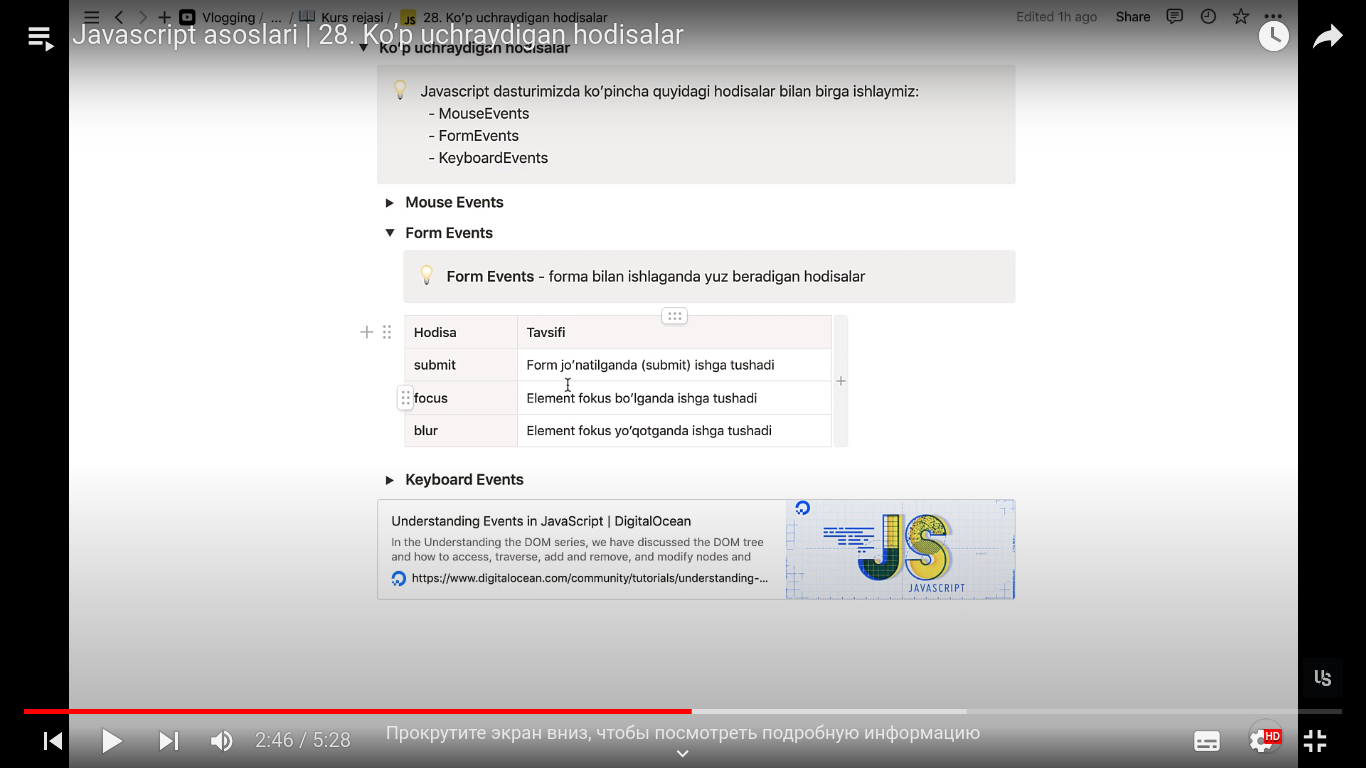 Vlogging / ... / Kurs rejasi / JS 28. Ko'p uchraydigan hodisalar
Edited 1h ago Share
Javascript asoslari | 28. Ko'p uchraydigan hodisalar
Ko'p uchraydigan hodisalar
Javascript dasturimizda ko'pincha quyidagi hodisalar bilan birga ishlaymiz:
- MouseEvents
- FormEvents
- KeyboardEvents
Mouse Events
Form Events
Form Events - forma bilan ishlaganda yuz beradigan hodisalar
Hodisa Tavsifi
submit Form jo'natilganda (submit) ishga tushadi
focus Element fokus bo'lganda ishga tushadi
blur Element fokus yo'qotganda ishga tushadi
Keyboard Events
Understanding Events in JavaScript | DigitalOcean
In the Understanding the DOM series, we have discussed the DOM tree
and how to access, traverse, add and remove, and modify nodes and
https://www.digitalocean.com/community/tutorials/understanding-...
JS
JAVASCRIPT
US
2:46 / 5:28
Прокрутите экран вниз, чтобы посмотреть подробную информацию
HD